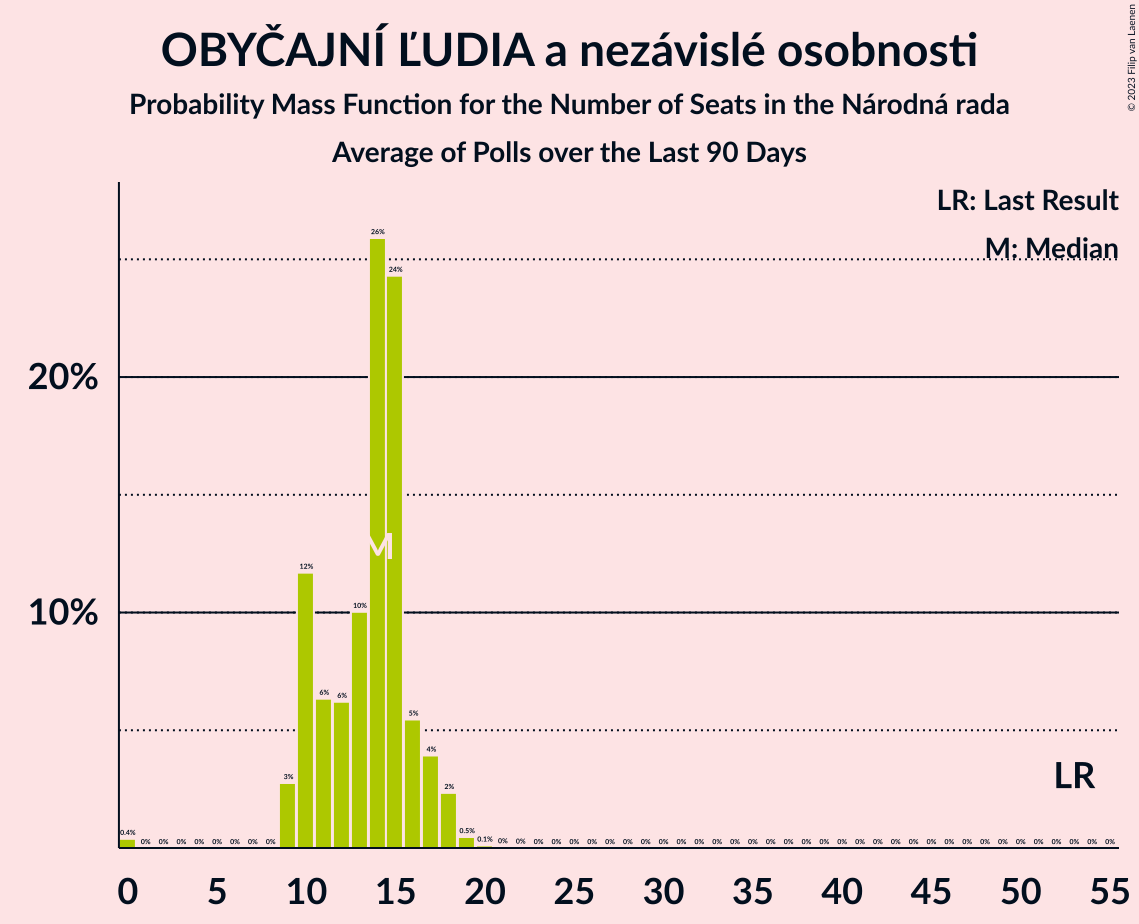 OBYČAJNÍ ĽUDIA a nezávislé osobnosti
Probability Mass Function for the Number of Seats in the Národná rada
Average of Polls over the Last 90 Days
© 2023 Filip van Laenen
LR: Last Result
M: Median
26%
24%
20%
M
12%
10%
10%
6% 6%
5%
4%
LR
3%
2%
0.4% 0% 0% 0% 0% 0% 0% 0% 0% 0.5% 0.1% 0% 0% 0% 0% 0% 0% 0% 0% 0% 0% 0% 0% 0% 0% 0% 0% 0% 0% 0% 0% 0% 0% 0% 0% 0% 0% 0% 0% 0% 0% 0% 0% 0% 0% 0%
0 5 10 15 20 25 30 35 40 45 50 55